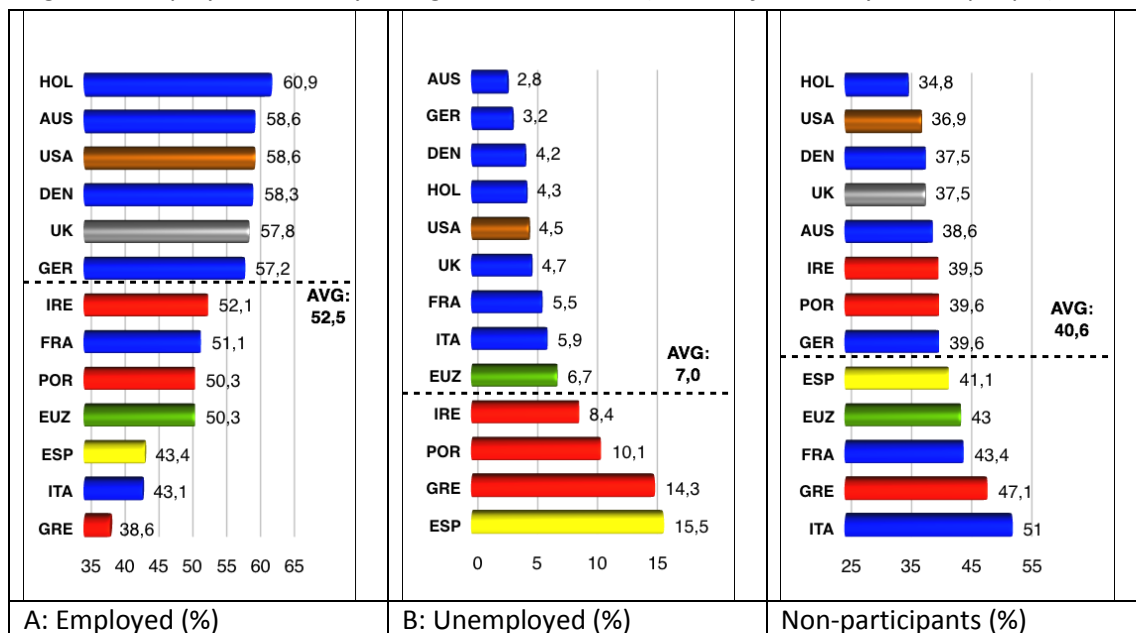 HOL 60,9
AUS 58,6
USA 58,6
DEN 58,3
UK 57,8
GER 57,2
AVG:
52,5
IRE 52,1
FRA 51,1
POR 50,3
EUZ 50,3
ESP 43,4
ITA 43,1
GRE 38,6
35 40 45 50 55 60 65
A: Employed (%)
AUS 2,8
GER 3,2
DEN 4,2
HOL 4,3
USA 4,5
UK 4,7
FRA 5,5
ITA 5,9
AVG:
7,0
EUZ 6,7
IRE 8,4
POR 10,1
GRE 14,3
ESP 15,5
0 5 10 15
B: Unemployed (%)
HOL 34,8
USA 36,9
DEN 37,5
UK 37,5
AUS 38,6
IRE 39,5
POR 39,6
AVG:
40,6
GER 39,6
ESP 41,1
EUZ 43
FRA 43,4
GRE 47,1
ITA 51
25 35 45 55
Non-participants (%)